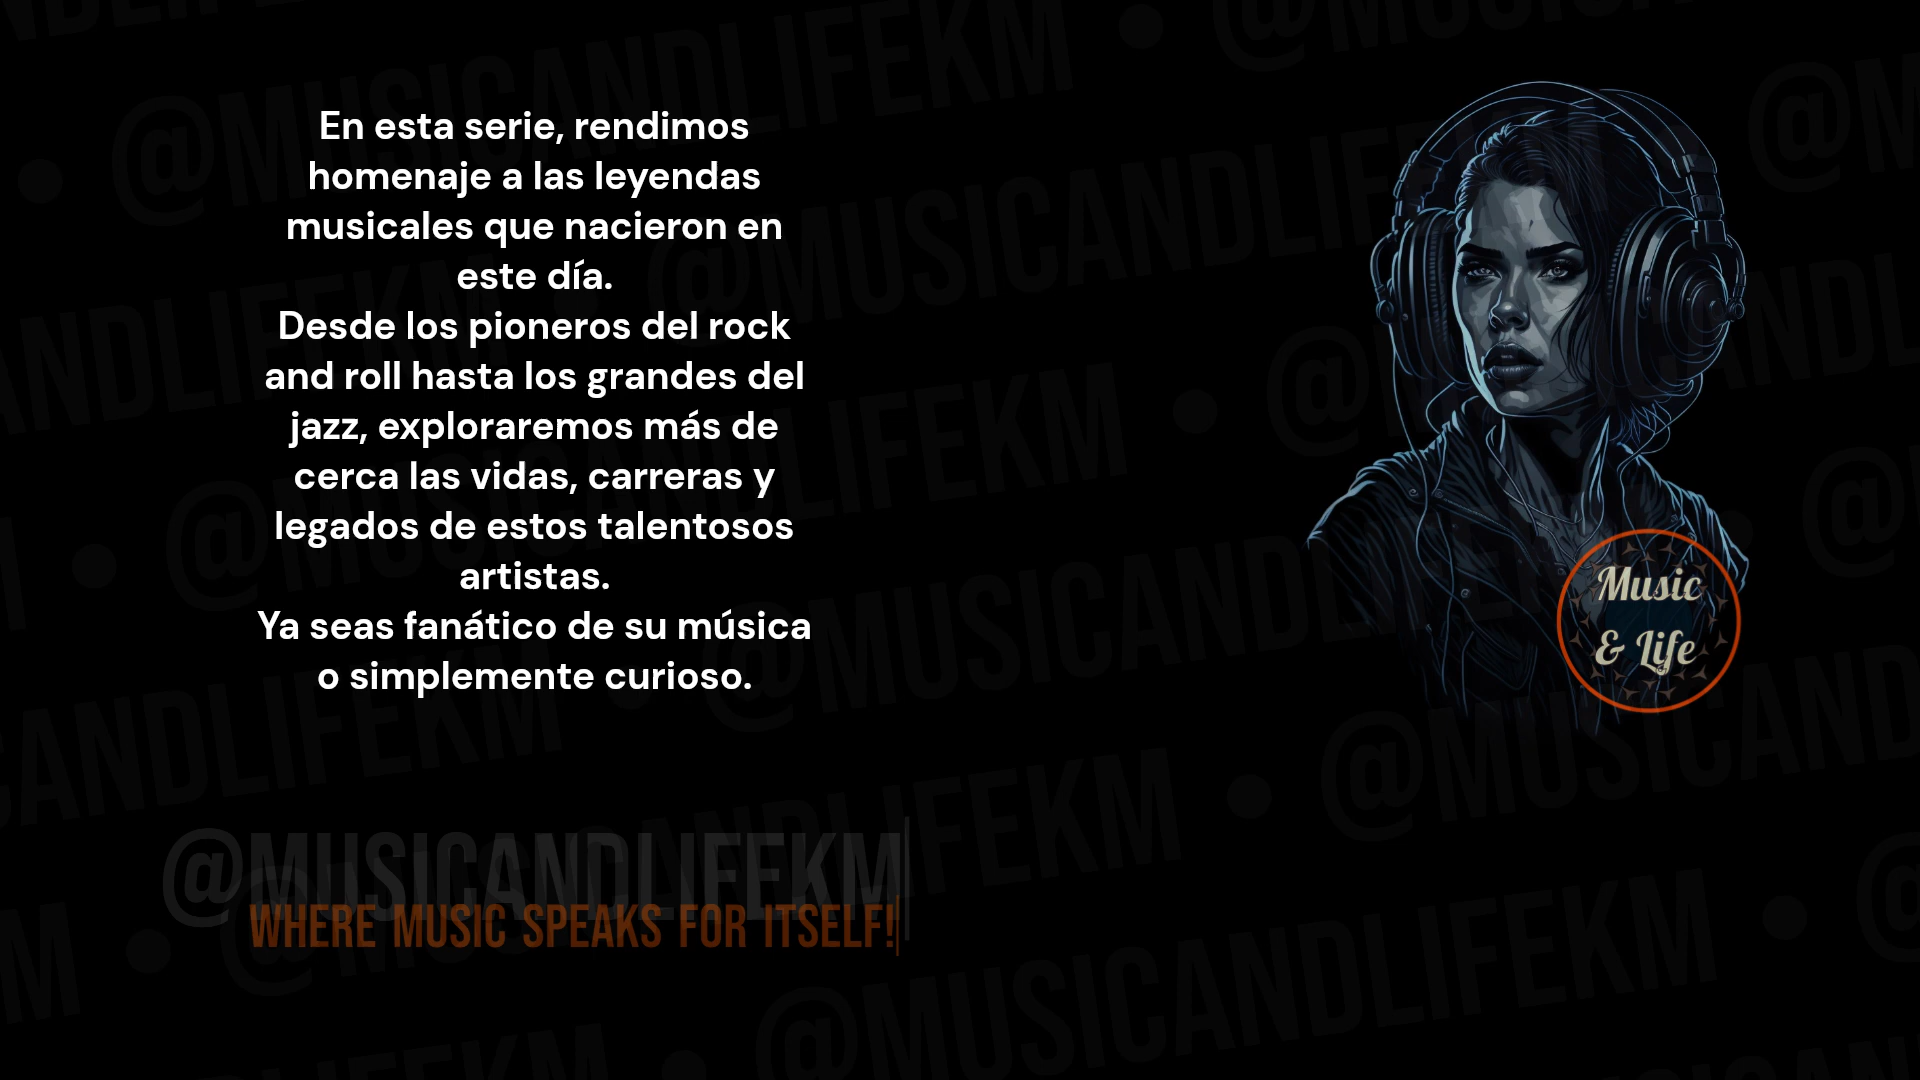 En esta serie, rendimos
homenaje a las leyendas
musicales que nacieron en
este día.
Desde los pioneros del rock
and roll hasta los grandes del
jazz, exploraremos más de
cerca las vidas, carreras y
legados de estos talentosos
artistas.
Ya seas fanático de su música
o simplemente curioso.
Music
& Life
@MUSICANDLIFEKM
WHERE MUSIC SPEAKS FOR ITSELF!